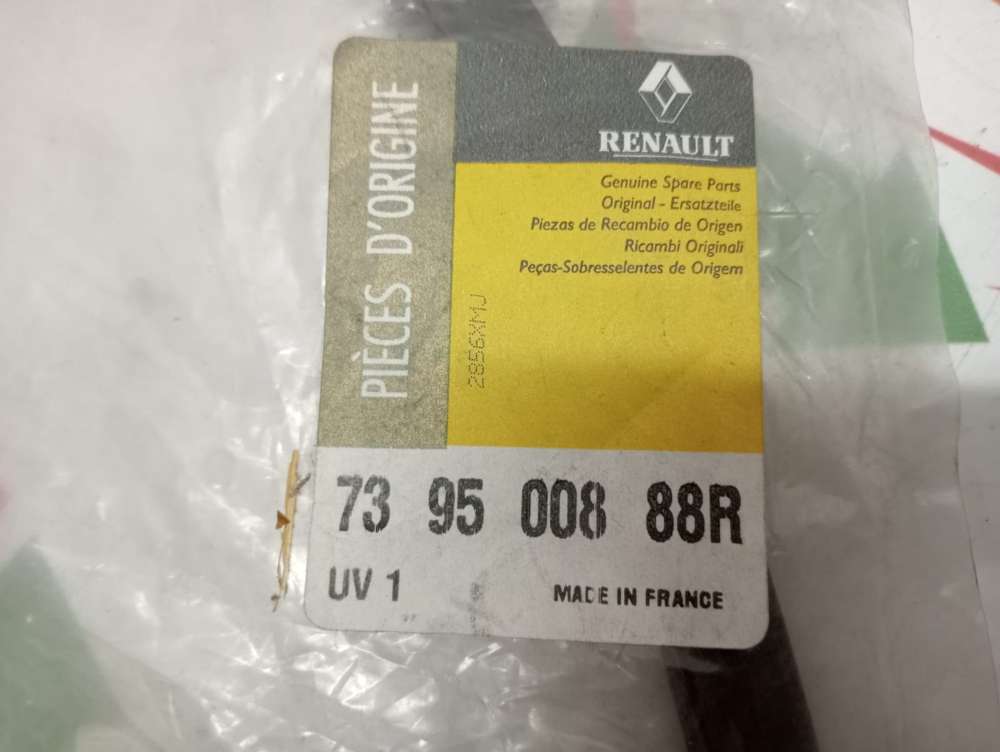 PIÈCES D'ORIGINE
RENAULT
Genuine Spare Parts
Original - Ersatzteile
Piezas de Recambio de Origen
Ricambi Originali
Peças-Sobresselentes de Origem
2856XMJ
73 95 008 88R
UV 1
MADE IN FRANCE